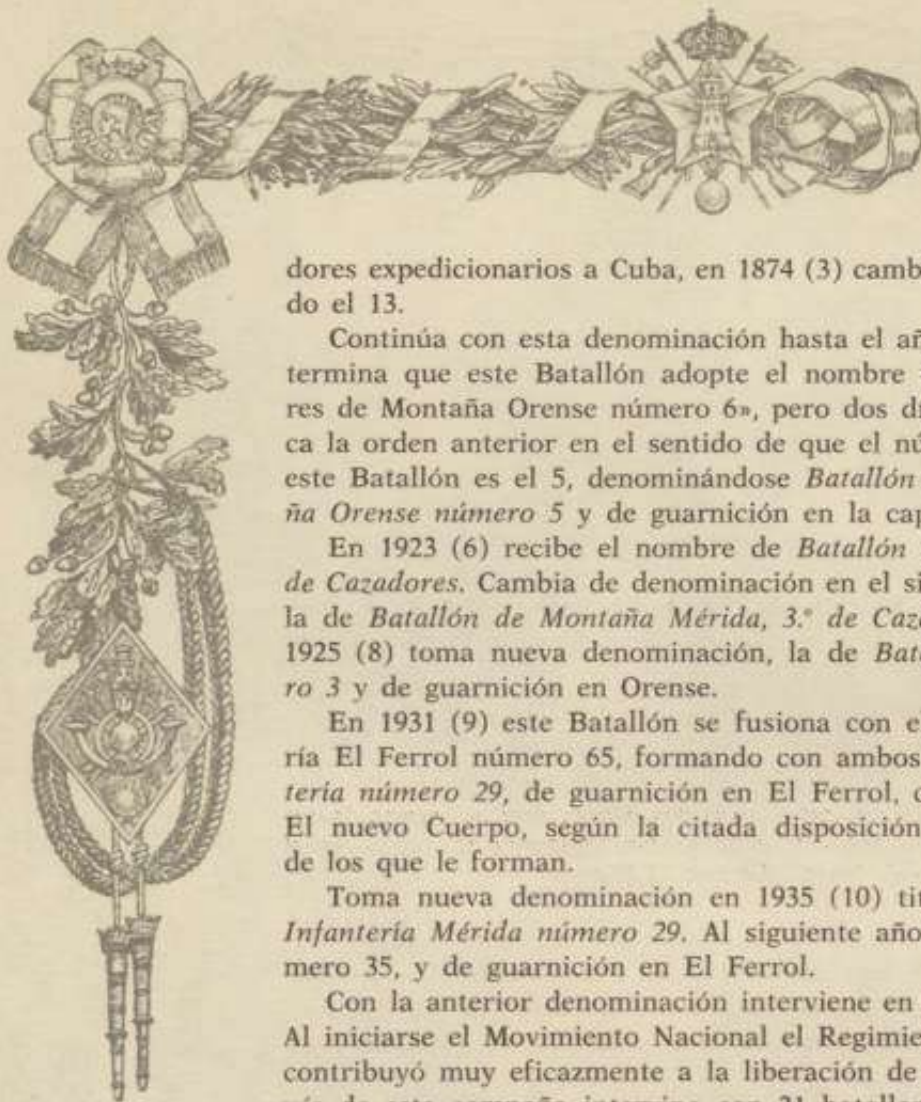 dores expedicionarios a Cuba, en 1874 (3) camb
do el 13.
Continúa con esta denominación hasta el añ
termina que este Batallón adopte el nombre
res de Montaña Orense número 6», pero dos d
ca la orden anterior en el sentido de que el nú
este Batallón es el 5, denominándose Batallón
ña Orense número 5 y de guarnición en la cap
En 1923 (6) recibe el nombre de Batallón
de Cazadores. Cambia de denominación en el si
la de Batallón de Montaña Mérida, 3.º de Caz
1925 (8) toma nueva denominación, la de Bat
ro 3 y de guarnición en Orense.
En 1931 (9) este Batallón se fusiona con e
ría El Ferrol número 65, formando con ambos
tería número 29, de guarnición en El Ferrol, c
El nuevo Cuerpo, según la citada disposición
de los que le forman.
Toma nueva denominación en 1935 (10) tit
Infantería Mérida número 29. Al siguiente año
mero 35, y de guarnición en El Ferrol.
Con la anterior denominación interviene en
Al iniciarse el Movimiento Nacional el Regimie
contribuyó muy eficazmente a la liberación de